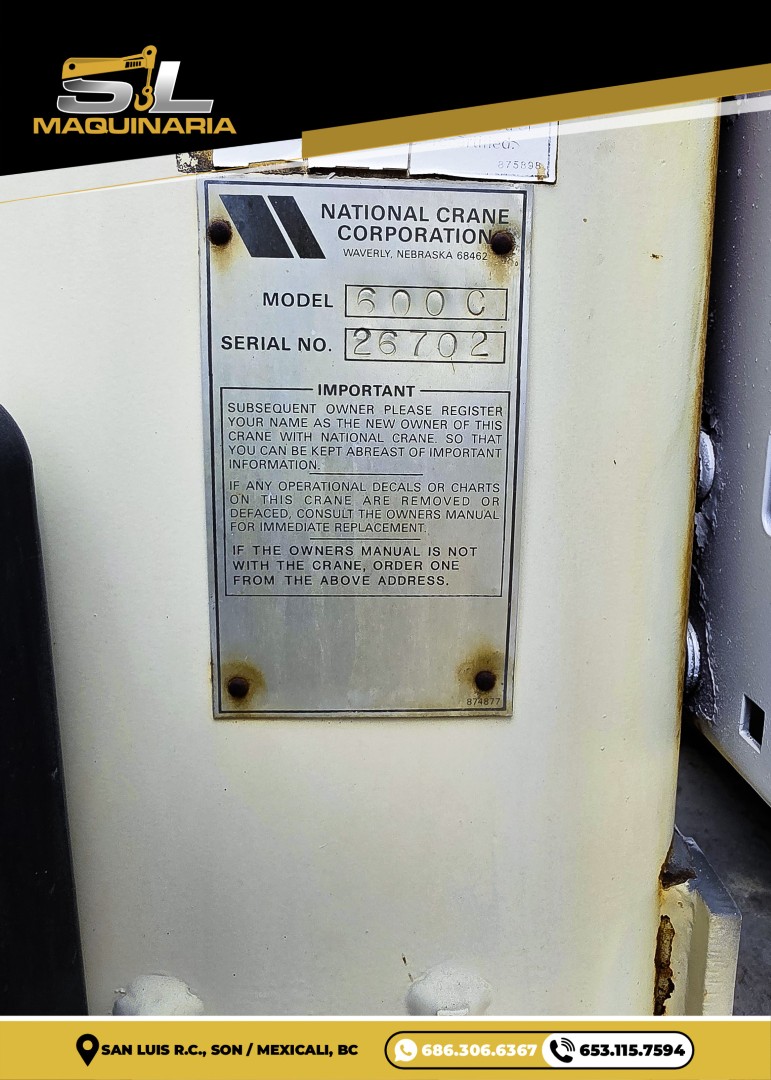 SL
MAQUINARIA
875898
NATIONAL CRANE
CORPORATION
WAVERLY, NEBRASKA 68462
MODEL 600C
SERIAL NO. 26702
IMPORTANT
SUBSEQUENT OWNER PLEASE REGISTER
YOUR NAME AS THE NEW OWNER OF THIS
CRANE WITH NATIONAL CRANE. SO THAT
YOU CAN BE KEPT ABREAST OF IMPORTANT
INFORMATION.
IF ANY OPERATIONAL DECALS OR CHARTS
ON THIS CRANE ARE REMOVED OR
DEFACED, CONSULT THE OWNERS MANUAL
FOR IMMEDIATE REPLACEMENT.
IF THE OWNERS MANUAL IS NOT
WITH THE CRANE, ORDER ONE
FROM THE ABOVE ADDRESS.
874877
SAN LUIS R.C., SON / MEXICALI, BC
686.306.6367
653.115.7594